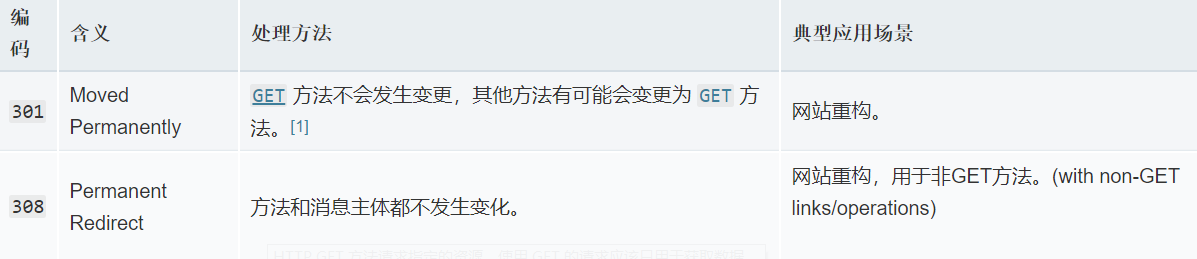 编码 含义 处理方法 典型应用场景
301 Moved Permanently GET 方法不会发生变更，其他方法有可能会变更为 GET 方法。[1] 网站重构。
308 Permanent Redirect 方法和消息主体都不发生变化。 网站重构，用于非GET方法。(with non-GET links/operations)